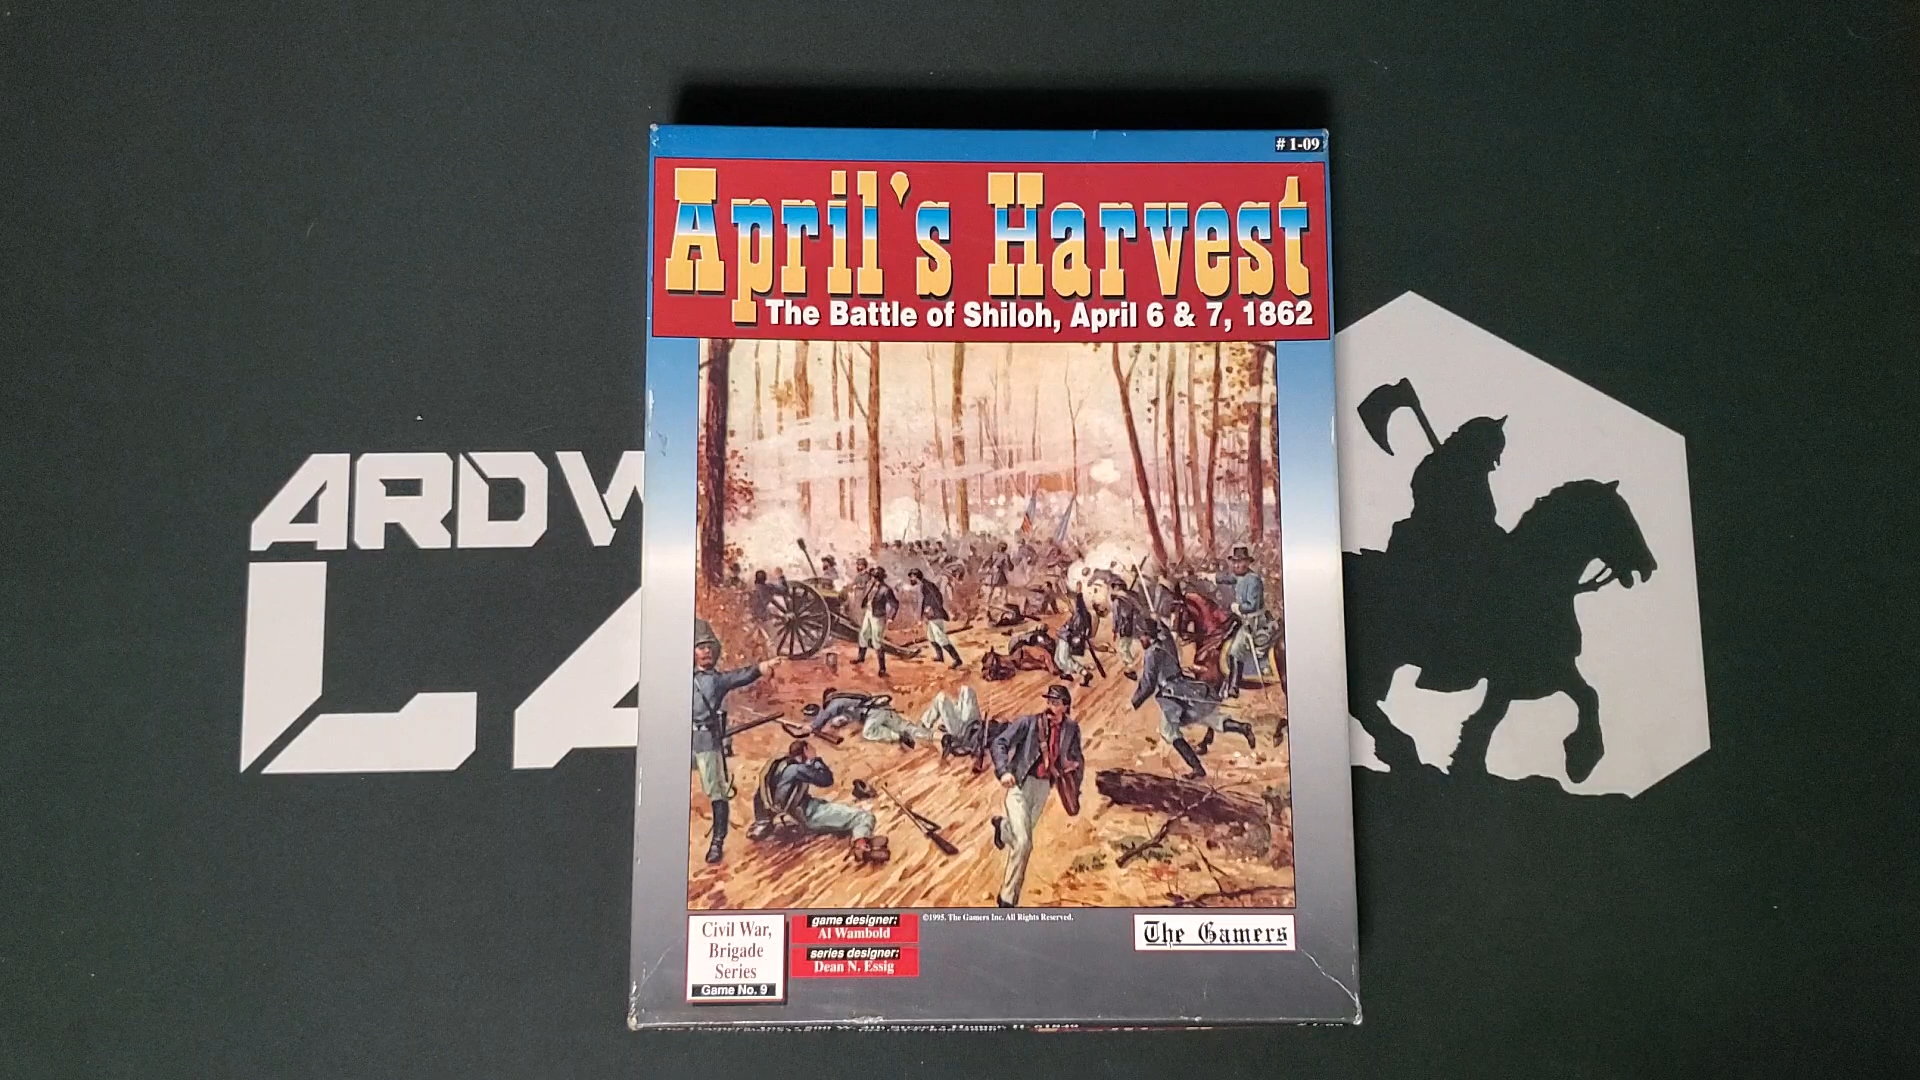 # 1-09
April's Harvest
The Battle of Shiloh, April 6 & 7, 1862
ARDW
LA
Civil War,
Brigade
Series
Game No. 9
game designer:
Al Wambold
series designer:
Dean N. Essig
©1995. The Gamers Inc. All Rights Reserved.
The Gamers